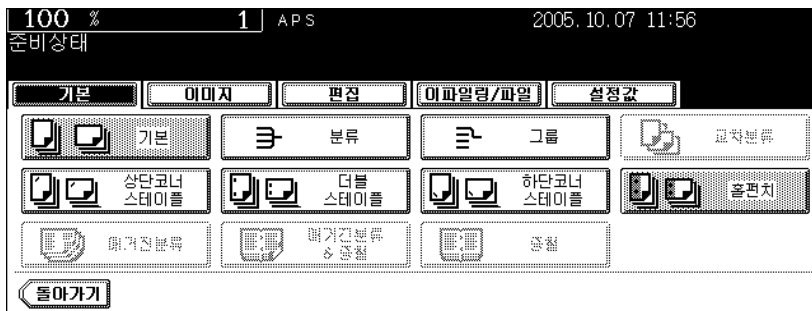 100 % 1 APS 2005.10.07 11:56
준비상태
기본 이미지 편집 이파일링/파일 설정값
기본 분류 그룹 교차분류
상단코너 스테이플 더블 스테이플 하단코너 스테이플 홀펀치
매거진분류 매거진분류 & 중철 중철
돌아가기